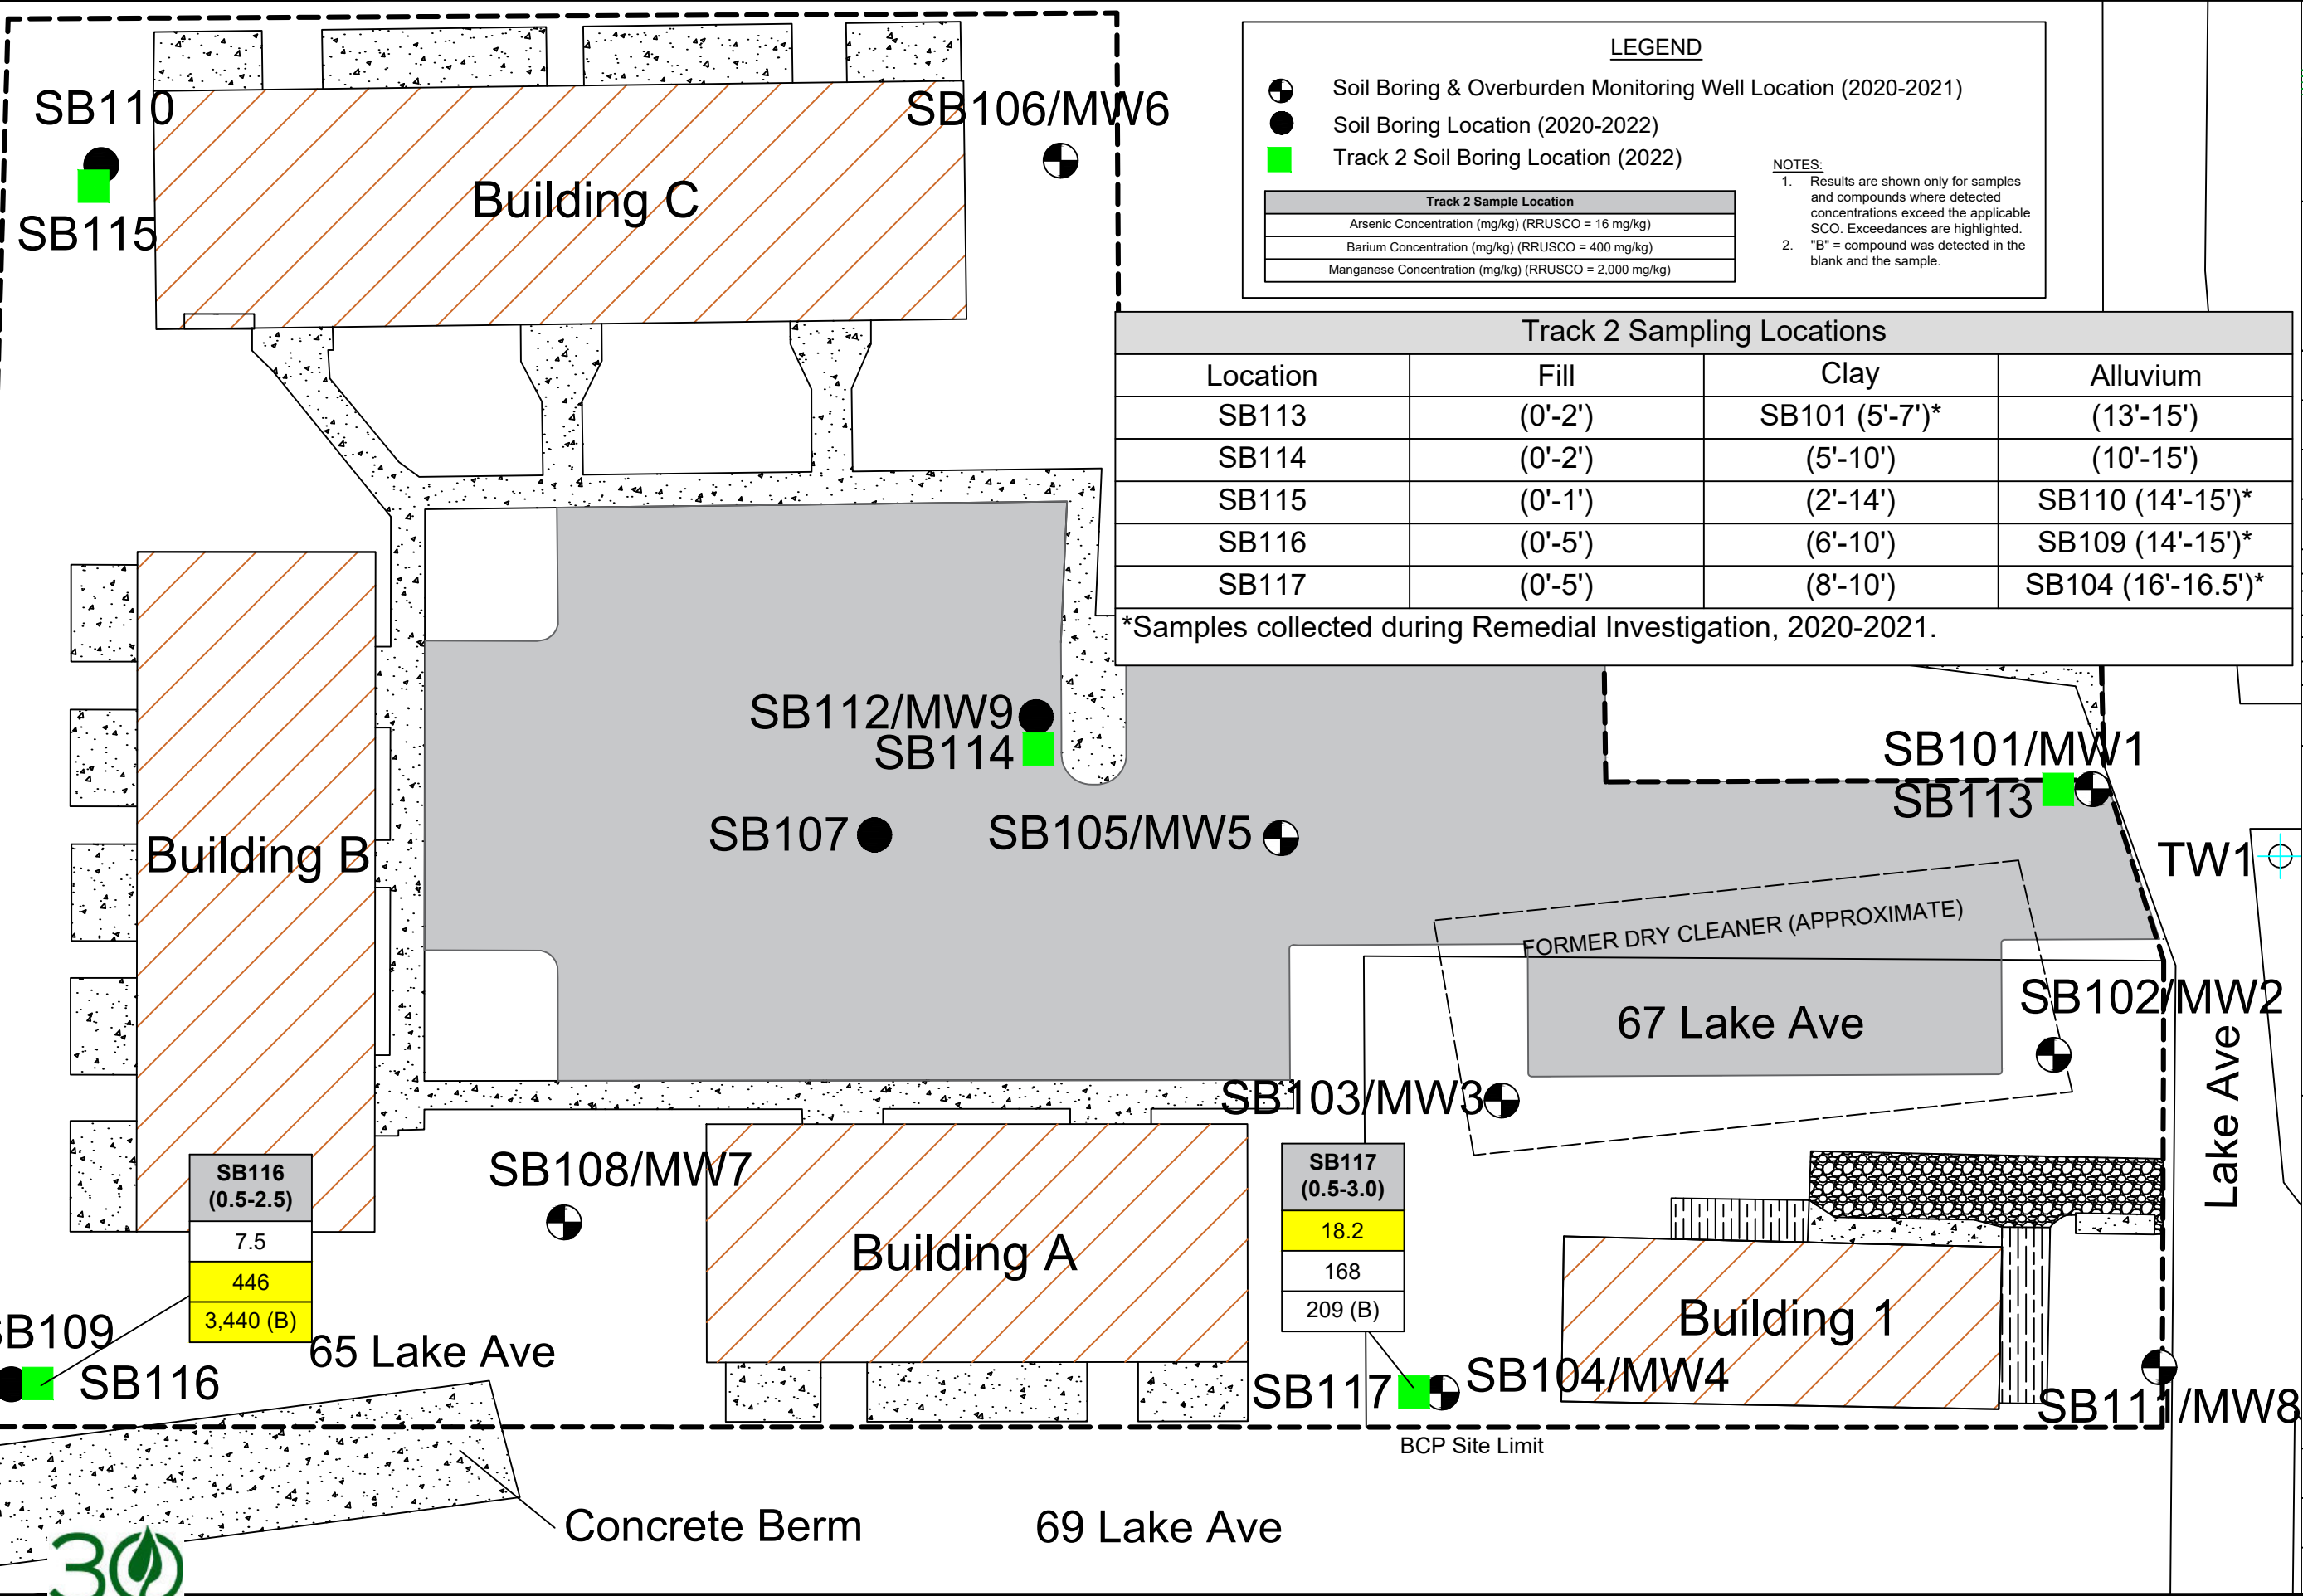 LEGEND
Soil Boring & Overburden Monitoring Well Location (2020-2021)
Soil Boring Location (2020-2022)
Track 2 Soil Boring Location (2022)
Track 2 Sample Location
Arsenic Concentration (mg/kg) (RRUSCO = 16 mg/kg)
Barium Concentration (mg/kg) (RRUSCO = 400 mg/kg)
Manganese Concentration (mg/kg) (RRUSCO = 2,000 mg/kg)
NOTES:
1. Results are shown only for samples
and compounds where detected
concentrations exceed the applicable
SCO. Exceedances are highlighted.
2. "B" = compound was detected in the
blank and the sample.
SB110
SB115
Building C
SB106/MW6
Track 2 Sampling Locations
Location Fill Clay Alluvium
SB113 (0'-2') SB101 (5'-7')* (13'-15')
SB114 (0'-2') (5'-10') (10'-15')
SB115 (0'-1') (2'-14') SB110 (14'-15')*
SB116 (0'-5') (6'-10') SB109 (14'-15')*
SB117 (0'-5') (8'-10') SB104 (16'-16.5')*
*Samples collected during Remedial Investigation, 2020-2021.
SB112/MW9
SB114
SB101/MW1
SB113
SB107
SB105/MW5
Building B
TW1
FORMER DRY CLEANER (APPROXIMATE)
67 Lake Ave
SB102/MW2
Lake Ave
SB103/MW3
SB108/MW7
SB116
(0.5-2.5)
7.5
446
3,440 (B)
Building A
SB117
(0.5-3.0)
18.2
168
209 (B)
Building 1
B109
SB116
65 Lake Ave
SB117
SB104/MW4
SB111/MW8
BCP Site Limit
Concrete Berm
69 Lake Ave
30